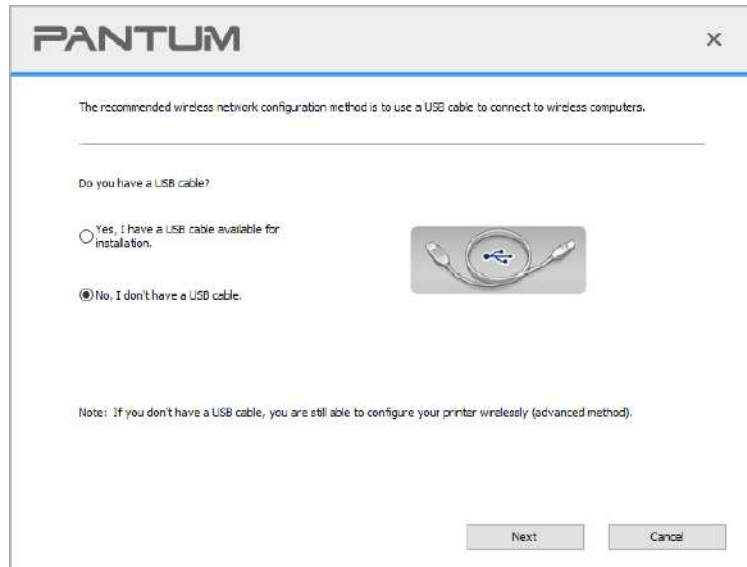 PANTUM
The recommended wireless network configuration method is to use a USB cable to connect to wireless computers.
Do you have a USB cable?
Yes, I have a USB cable available for
installation.
No, I don't have a USB cable.
Note: If you don't have a USB cable, you are still able to configure your printer wirelessly (advanced method).
Next
Cancel